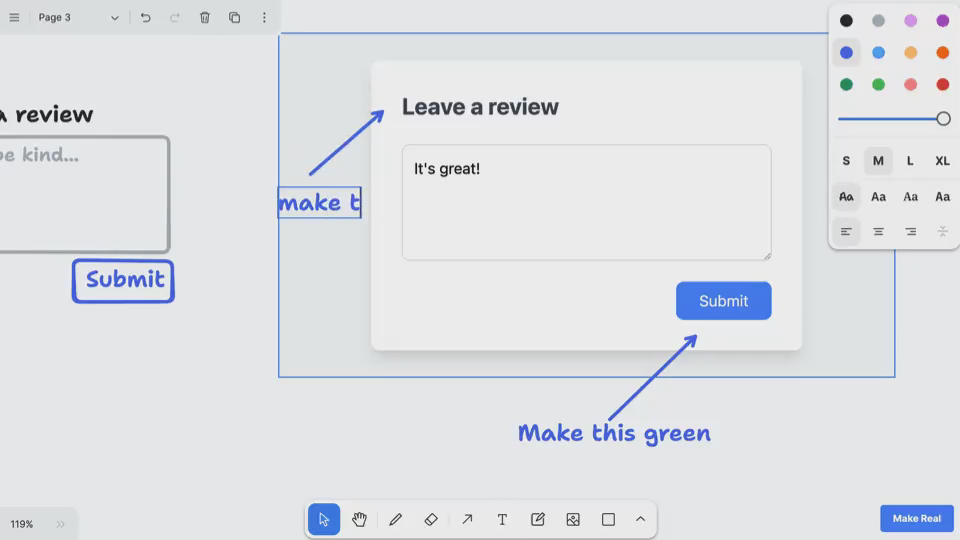 Page 3
a review
be kind...
Submit
make t
Leave a review
It's great!
Submit
Make this green
S M L XL
Aa Aa Aa Aa
119%
T
Make Real